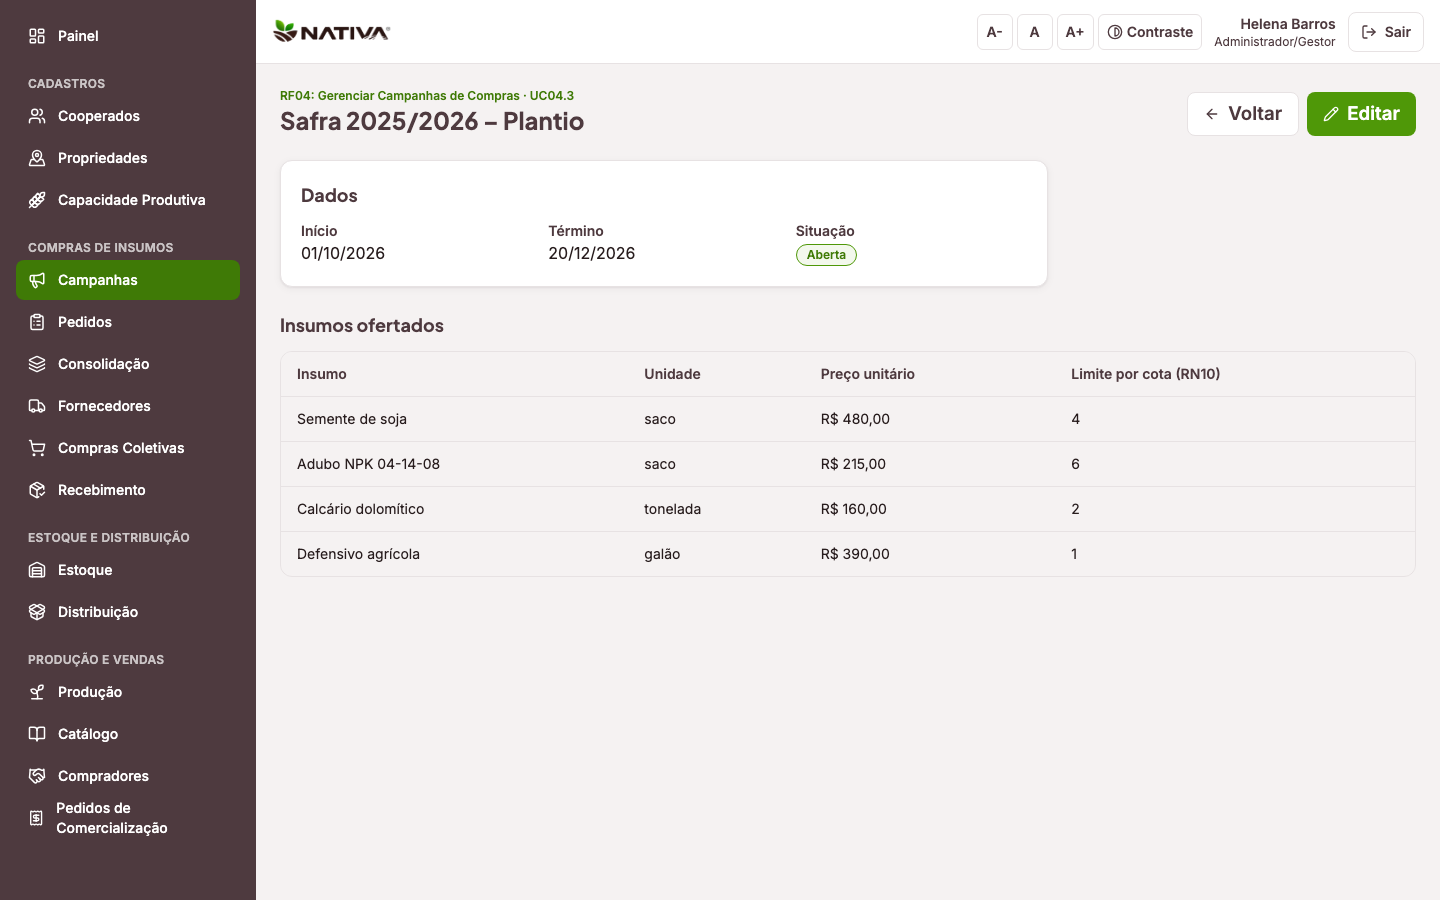 Painel
CADASTROS
Cooperados
Propriedades
Capacidade Produtiva
COMPRAS DE INSUMOS
Campanhas
Pedidos
Consolidação
Fornecedores
Compras Coletivas
Recebimento
ESTOQUE E DISTRIBUIÇÃO
Estoque
Distribuição
PRODUÇÃO E VENDAS
Produção
Catálogo
Compradores
Pedidos de
Comercialização
NATIVA
A- A A+ Contraste
Helena Barros
Administrador/Gestor
Sair
RF04: Gerenciar Campanhas de Compras · UC04.3
Safra 2025/2026 – Plantio
Voltar
Editar
Dados
Início Término Situação
01/10/2026 20/12/2026 Aberta
Insumos ofertados
Insumo Unidade Preço unitário Limite por cota (RN10)
Semente de soja saco R$ 480,00 4
Adubo NPK 04-14-08 saco R$ 215,00 6
Calcário dolomítico tonelada R$ 160,00 2
Defensivo agrícola galão R$ 390,00 1